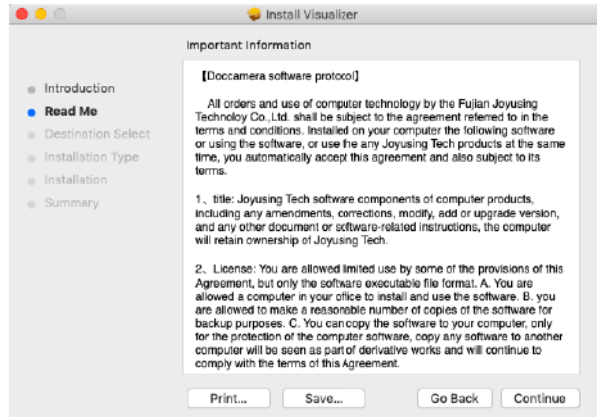 Install Visualizer
Important Information
Introduction
Read Me
Destination Select
Installation Type
Installation
Summary
【Doccamera software protocol】
All orders and use of computer technology by the Fujian Joyusing
Technoloy Co.,Ltd. shall be subject to the agreement referred to in the
terms and conditions. Installed on your computer the following software
or using the software, or use the any Joyusing Tech products at the same
time, you automatically accept this agreement and also subject to its
terms.
1、title: Joyusing Tech software components of computer products,
including any amendments, corrections, modify, add or upgrade version,
and any other document or software-related instructions, the computer
will retain ownership of Joyusing Tech.
2、License: You are allowed limited use by some of the provisions of this
Agreement, but only the software executable file format. A. You are
allowed a computer in your office to install and use the software. B. you
are allowed to make a reasonable number of copies of the software for
backup purposes. C. You can copy the software to your computer, only
for the protection of the computer software, copy any software to another
computer will be seen as part of derivative works and will continue to
comply with the terms of this Agreement.
Print...
Save...
Go Back
Continue